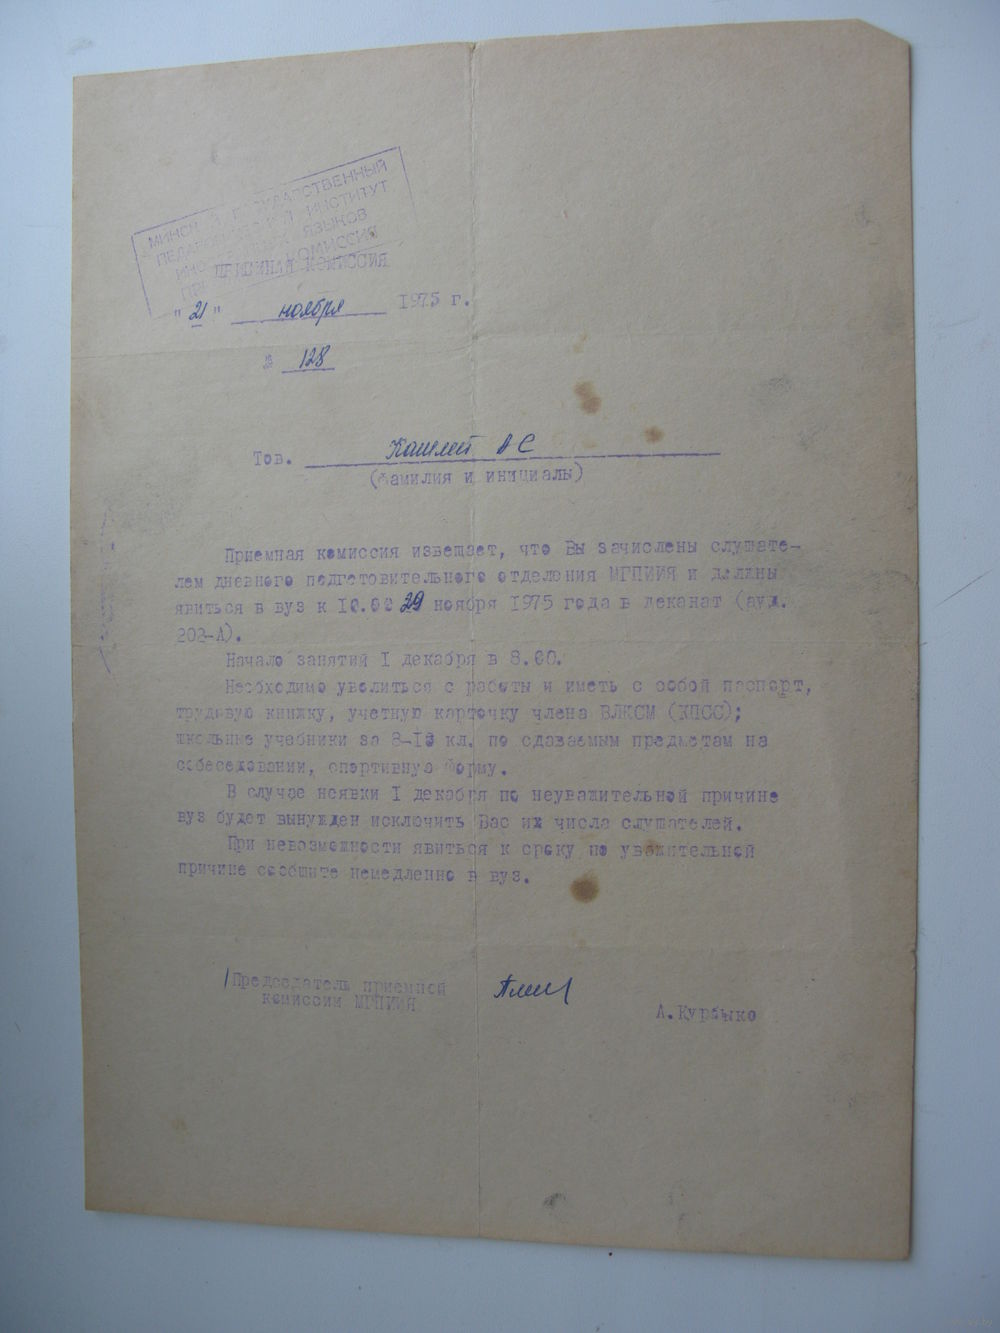 МИНСКИЙ ГОСУДАРСТВЕННЫЙ
ПЕДАГОГИЧЕСКИЙ ИНСТИТУТ
ИНОСТРАННЫХ ЯЗЫКОВ
ПРИЕМНАЯ КОМИССИЯ
ПРИЕМНАЯ КОМИССИЯ
"21" ноября 1975 г.
№ 128
Тов. АС
(фамилия и инициалы)
Приемная комиссия извещает, что Вы зачислены слушате-
лем дневного подготовительного отделения МГПИИЯ и должны
явиться в вуз к 10.00 29 ноября 1975 года в деканат (ауд.
202-А).
Начало занятий I декабря в 8.00.
Необходимо уволиться с работы и иметь с собой паспорт,
трудовую книжку, учетную карточку члена ВЛКСМ (КПСС);
школьные учебники за 8-10 кл. по сдаваемым предметам на
собеседовании, спортивную форму.
В случае неявки I декабря по неуважительной причине
вуз будет вынужден исключить Вас их числа слушателей.
При невозможности явиться к сроку по уважительной
причине сообщите немедленно в вуз.
Председатель приемной
комиссии МГПИИЯ
А.Курбыко